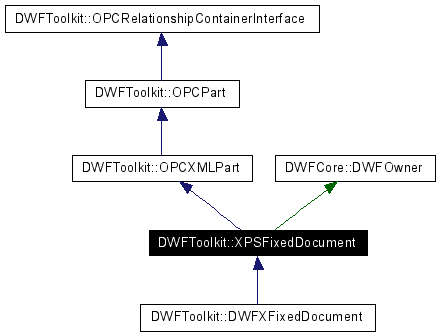 DWFToolkit::OPCRelationshipContainerInterface
DWFToolkit::OPCPart
DWFToolkit::OPCXMLPart
DWFCore::DWFOwner
DWFToolkit::XPSFixedDocument
DWFToolkit::DWFXFixedDocument